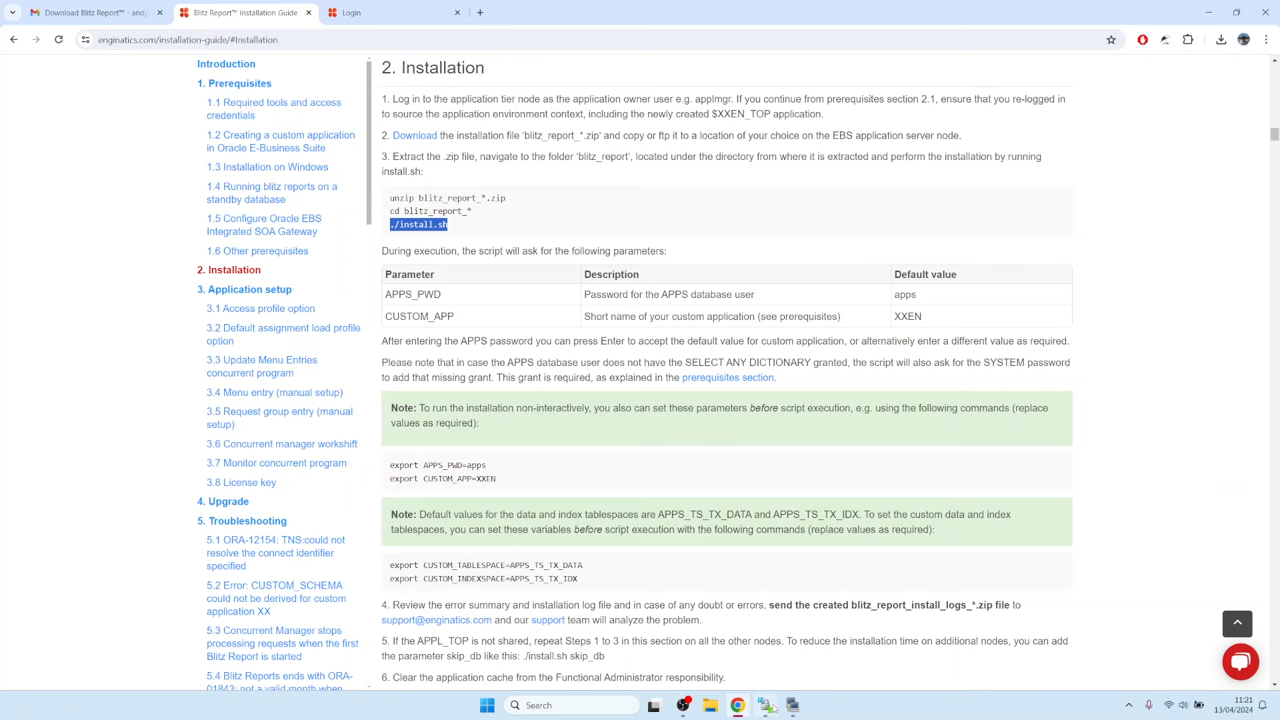 Download Blitz Report™ - andy
Blitz Report™ Installation Guide
Login
enginatics.com/installation-guide/#Installation
Introduction
1. Prerequisites
1.1 Required tools and access
credentials
1.2 Creating a custom application
in Oracle E-Business Suite
1.3 Installation on Windows
1.4 Running blitz reports on a
standby database
1.5 Configure Oracle EBS
Integrated SOA Gateway
1.6 Other prerequisites
2. Installation
3. Application setup
3.1 Access profile option
3.2 Default assignment load profile
option
3.3 Update Menu Entries
concurrent program
3.4 Menu entry (manual setup)
3.5 Request group entry (manual
setup)
3.6 Concurrent manager workshift
3.7 Monitor concurrent program
3.8 License key
4. Upgrade
5. Troubleshooting
5.1 ORA-12154: TNS:could not
resolve the connect identifier
specified
5.2 Error: CUSTOM_SCHEMA
could not be derived for custom
application XX
5.3 Concurrent Manager stops
processing requests when the first
Blitz Report is started
5.4 Blitz Reports ends with ORA-
01843: not a valid month when
2. Installation
1. Log in to the application tier node as the application owner user e.g. applmgr. If you continue from prerequisites section 2.1, ensure that you re-logged in
to source the application environment context, including the newly created $XXEN_TOP application.
2. Download the installation file 'blitz_report_*.zip' and copy or ftp it to a location of your choice on the EBS application server node.
3. Extract the .zip file, navigate to the folder 'blitz_report', located under the directory from where it is extracted and perform the installation by running
install.sh:
unzip blitz_report_*.zip
cd blitz_report_*
./install.sh
During execution, the script will ask for the following parameters:
Parameter Description Default value
APPS_PWD Password for the APPS database user apps
CUSTOM_APP Short name of your custom application (see prerequisites) XXEN
After entering the APPS password you can press Enter to accept the default value for custom application, or alternatively enter a different value as required.
Please note that in case the APPS database user does not have the SELECT ANY DICTIONARY granted, the script will also ask for the SYSTEM password
to add that missing grant. This grant is required, as explained in the prerequisites section.
Note: To run the installation non-interactively, you also can set these parameters before script execution, e.g. using the following commands (replace
values as required):
export APPS_PWD=apps
export CUSTOM_APP=XXEN
Note: Default values for the data and index tablespaces are APPS_TS_TX_DATA and APPS_TS_TX_IDX. To set the custom data and index
tablespaces, you can set these variables before script execution with the following commands (replace values as required):
export CUSTOM_TABLESPACE=APPS_TS_TX_DATA
export CUSTOM_INDEXSPACE=APPS_TS_TX_IDX
4. Review the error summary and installation log file and in case of any doubt or errors, send the created blitz_report_install_logs_*.zip file to
support@enginatics.com and our support team will analyze the problem.
5. If the APPL_TOP is not shared, repeat Steps 1 to 3 in this section on all the other nodes. To reduce the installation time on additional nodes, you can add
the parameter skip_db like this: ./install.sh skip_db
6. Clear the application cache from the Functional Administrator responsibility.
Search
11:21
13/04/2024